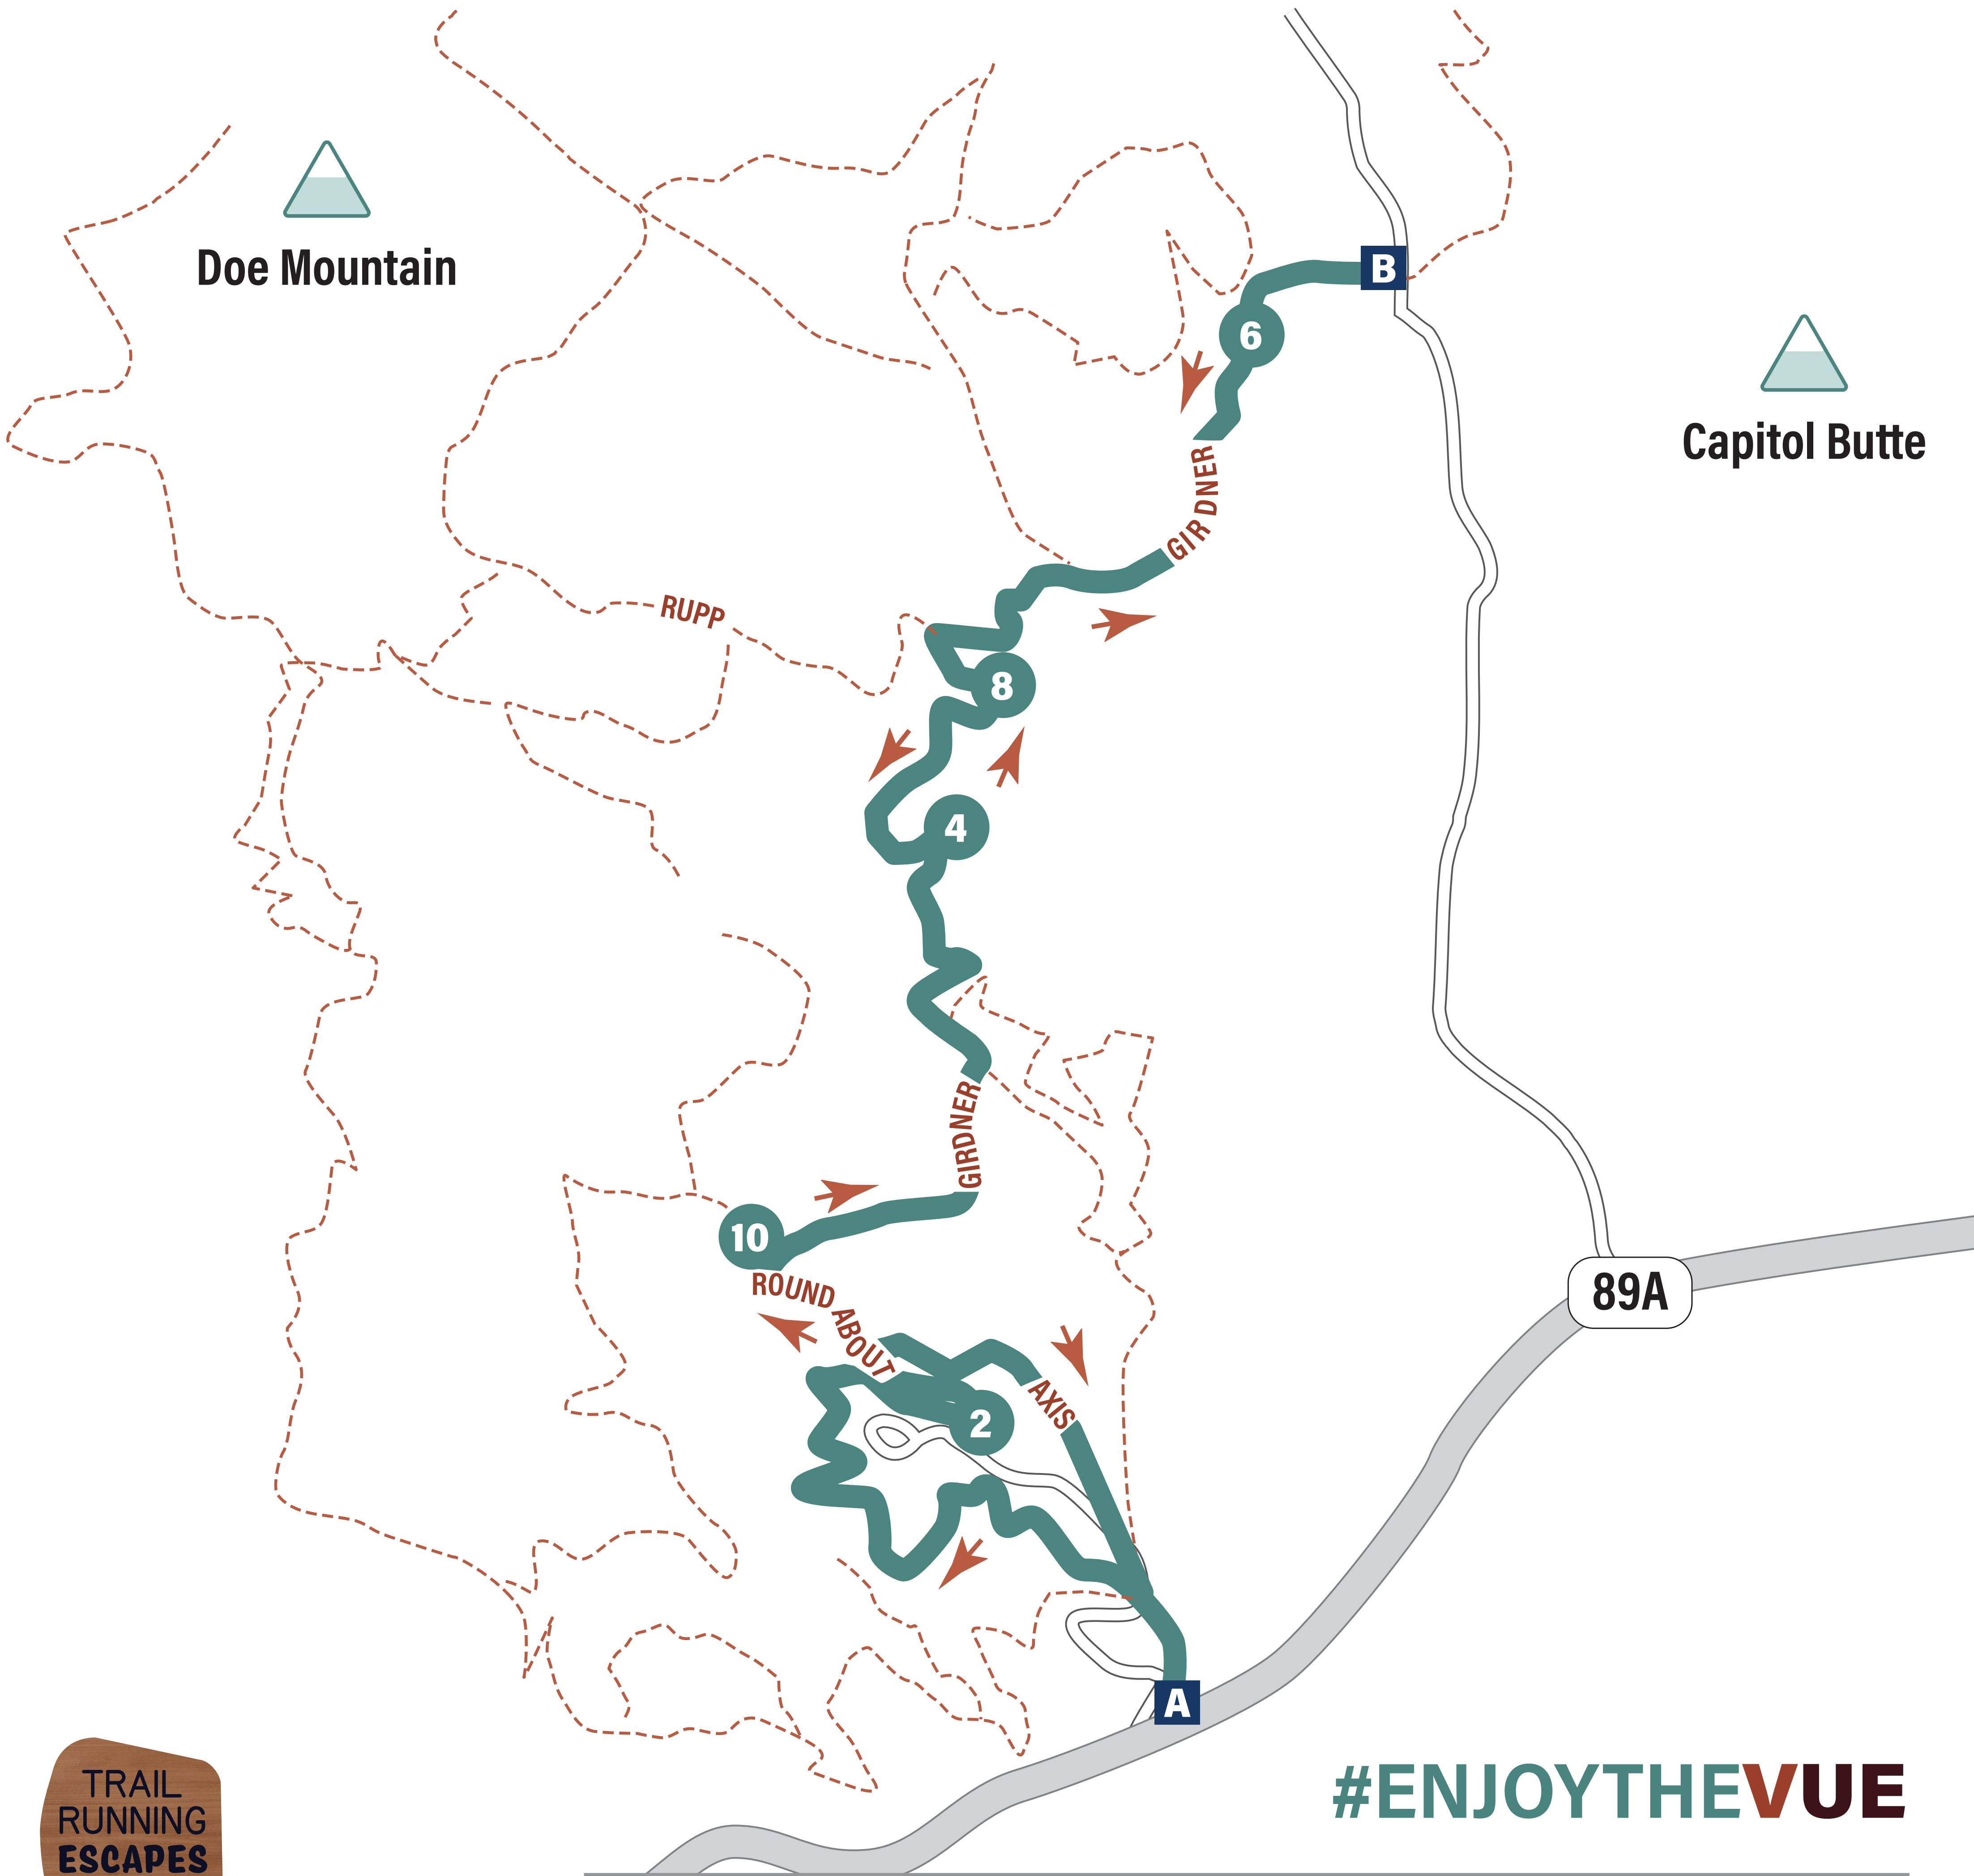 Doe Mountain
B
6
Capitol Butte
GIRDNER
RUPP
8
4
GIRDNER
10
ROUND ABOUT
89A
AXIS
2
A
#ENJOYTHEVUE
TRAIL
RUNNING
ESCAPES